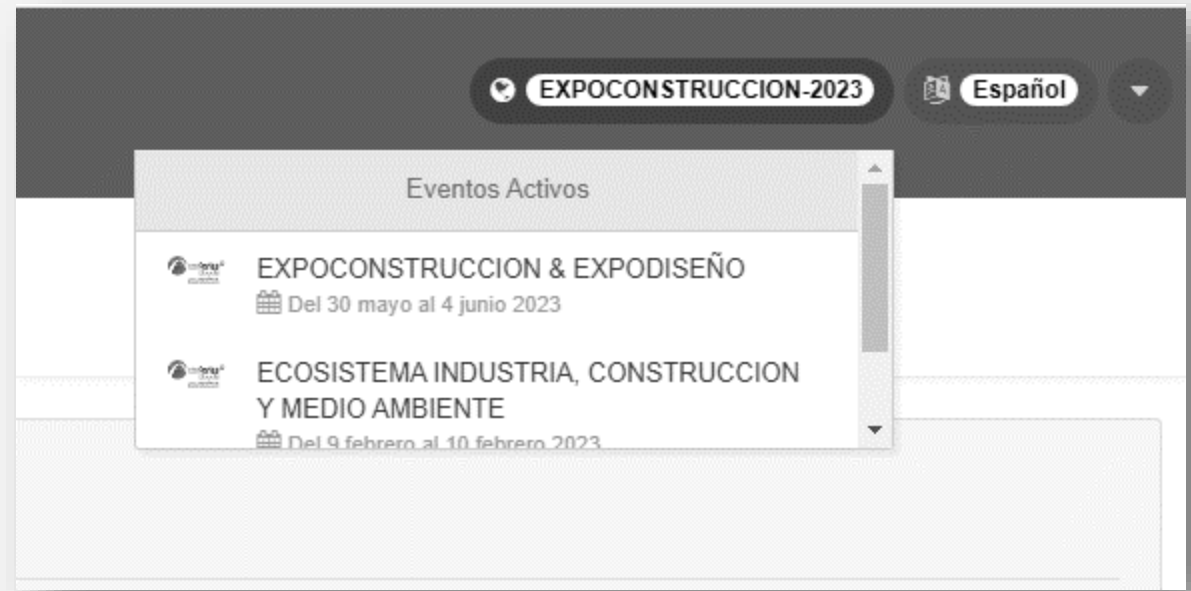 EXPOCONSTRUCCION-2023
Español
Eventos Activos
EXPOCONSTRUCCION & EXPODISEÑO
Del 30 mayo al 4 junio 2023
ECOSISTEMA INDUSTRIA, CONSTRUCCION
Y MEDIO AMBIENTE
Del 9 febrero al 10 febrero 2023